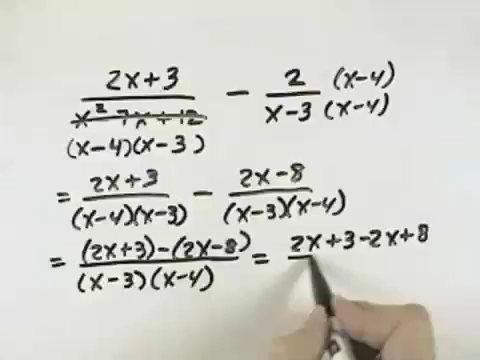 2x+3 / x²-7x+12 - 2 / x-3 (x-4) / (x-4)
(x-4)(x-3)
= 2x+3 / (x-4)(x-3) - 2x-8 / (x-3)(x-4)
= (2x+3)-(2x-8) / (x-3)(x-4) = 2x+3-2x+8